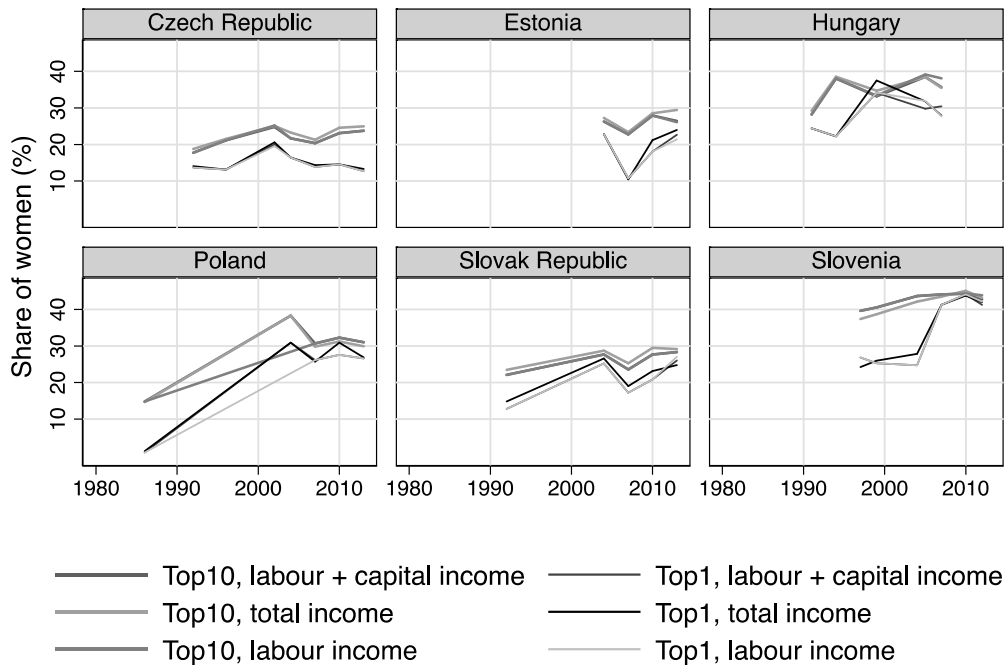 Czech Republic Estonia Hungary
40
30
20
10
Poland Slovak Republic Slovenia
40
30
20
10
Share of women (%)
1980 1990 2000 2010 1980 1990 2000 2010 1980 1990 2000 2010
Top10, labour + capital income Top1, labour + capital income
Top10, total income Top1, total income
Top10, labour income Top1, labour income